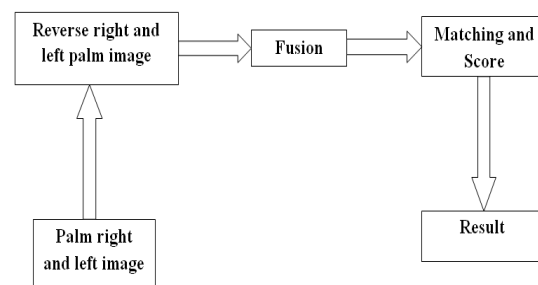 Reverse right and
left palm image
Fusion
Matching and
Score
Palm right
and left image
Result